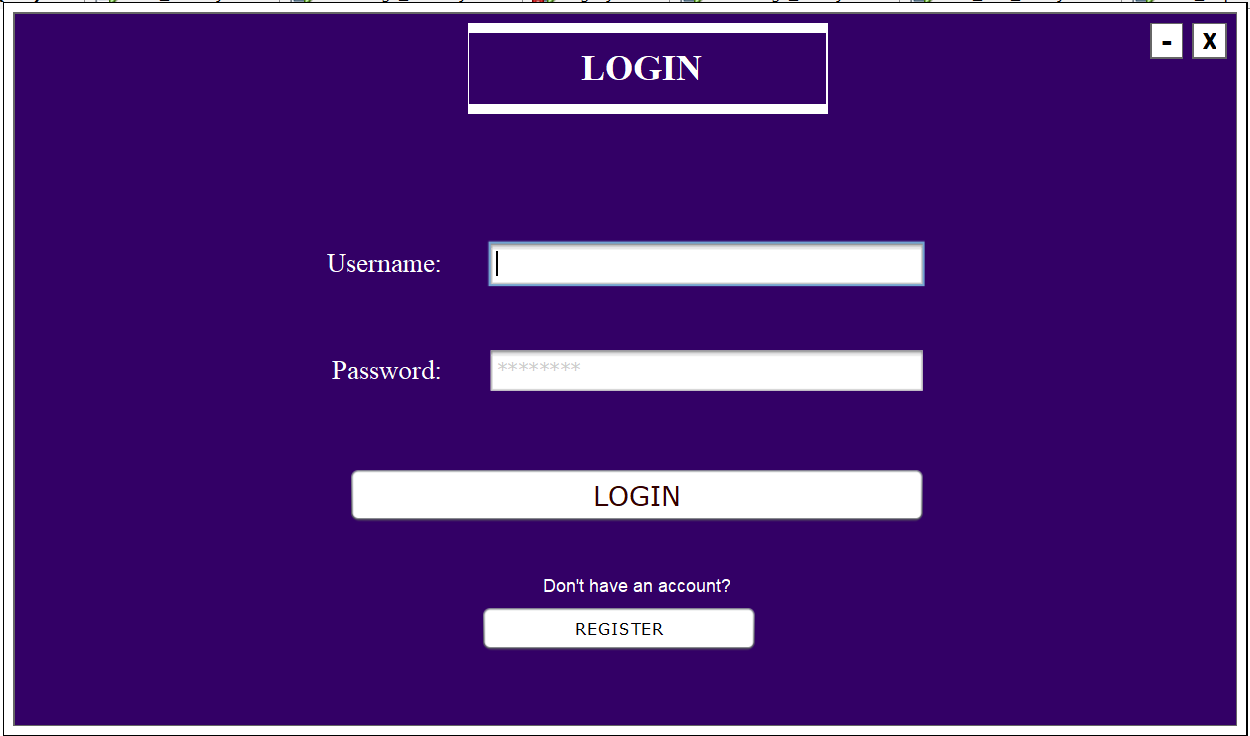 LOGIN
- X
Username:
Password: ********
LOGIN
Don't have an account?
REGISTER